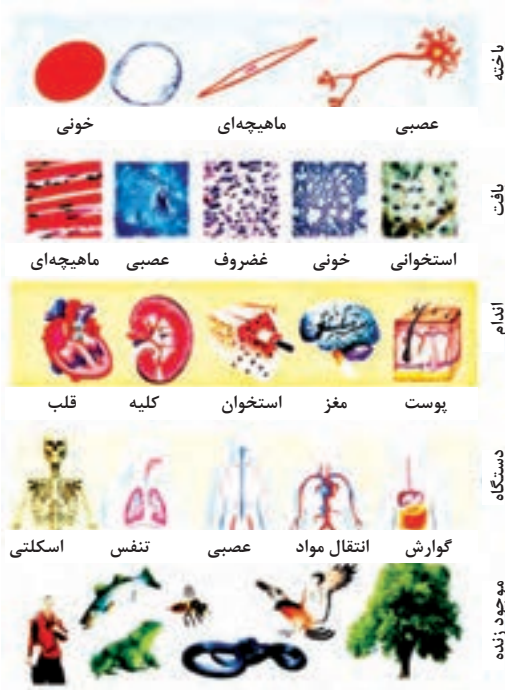 یاخته
عصبی ماهیچه‌ای خونی
بافت
استخوانی خونی غضروف عصبی ماهیچه‌ای
اندام
پوست مغز استخوان کلیه قلب
دستگاه
گوارش انتقال مواد عصبی تنفس اسکلتی
موجود زنده